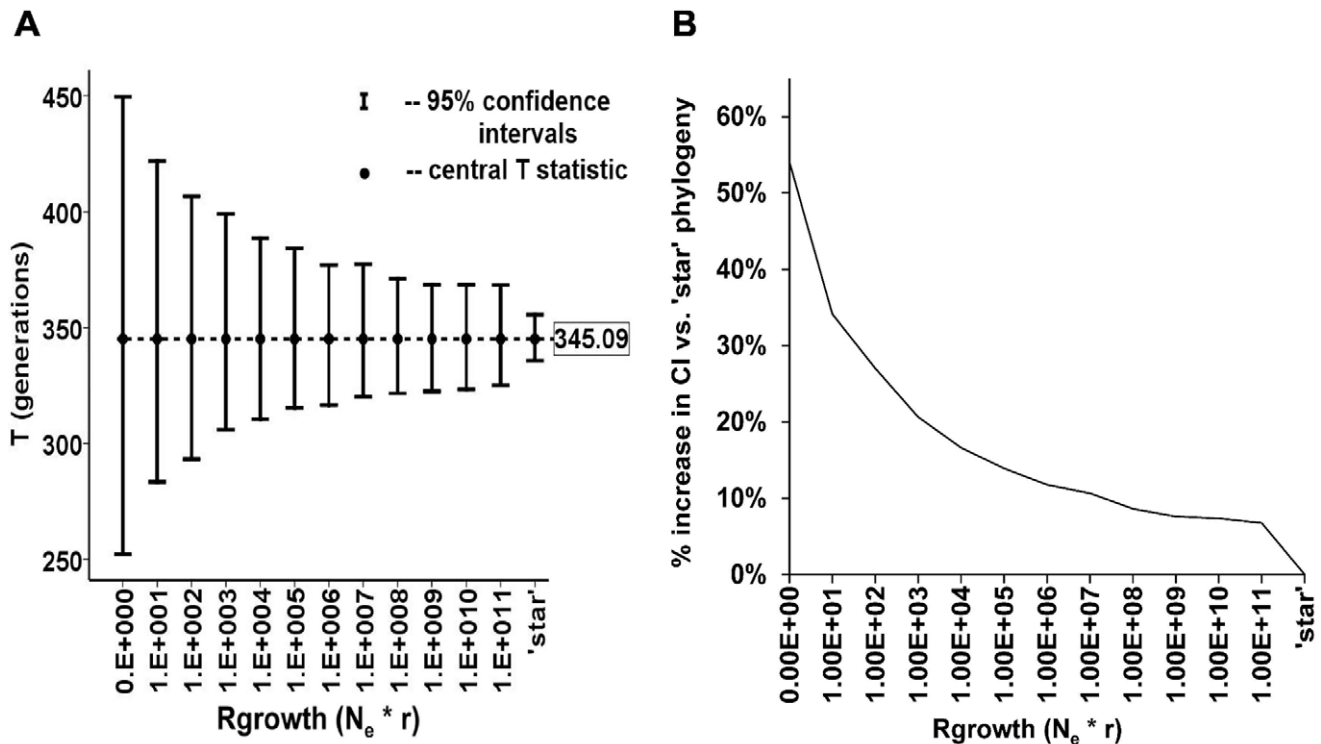 A
450
400
350
300
250
T (generations)
-- 95% confidence
intervals
-- central T statistic
345.09
0.E+000
1.E+001
1.E+002
1.E+003
1.E+004
1.E+005
1.E+006
1.E+007
1.E+008
1.E+009
1.E+010
1.E+011
'star'
Rgrowth (Ne * r)
B
% increase in CI vs. 'star' phylogeny
60%
50%
40%
30%
20%
10%
0%
0.00E+00
1.00E+01
1.00E+02
1.00E+03
1.00E+04
1.00E+05
1.00E+06
1.00E+07
1.00E+08
1.00E+09
1.00E+10
1.00E+11
'star'
Rgrowth (Ne * r)